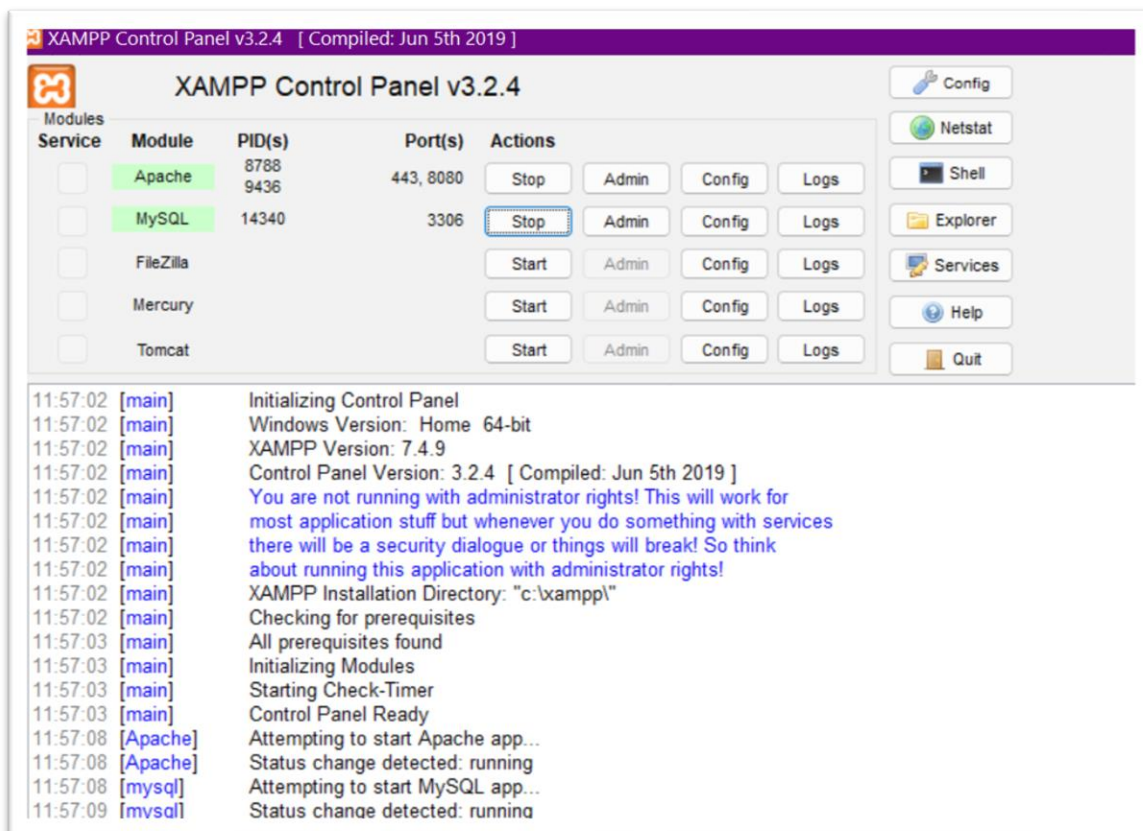 XAMPP Control Panel v3.2.4 [ Compiled: Jun 5th 2019 ]
XAMPP Control Panel v3.2.4
Config
Modules
Netstat
Service Module PID(s) Port(s) Actions
Apache 8788 9436 443, 8080 Stop Admin Config Logs
Shell
MySQL 14340 3306 Stop Admin Config Logs
Explorer
FileZilla Start Admin Config Logs
Services
Mercury Start Admin Config Logs
Help
Tomcat Start Admin Config Logs
Quit
11:57:02 [main] Initializing Control Panel
11:57:02 [main] Windows Version: Home 64-bit
11:57:02 [main] XAMPP Version: 7.4.9
11:57:02 [main] Control Panel Version: 3.2.4 [ Compiled: Jun 5th 2019 ]
11:57:02 [main] You are not running with administrator rights! This will work for
11:57:02 [main] most application stuff but whenever you do something with services
11:57:02 [main] there will be a security dialogue or things will break! So think
11:57:02 [main] about running this application with administrator rights!
11:57:02 [main] XAMPP Installation Directory: "c:\xampp\"
11:57:02 [main] Checking for prerequisites
11:57:03 [main] All prerequisites found
11:57:03 [main] Initializing Modules
11:57:03 [main] Starting Check-Timer
11:57:03 [main] Control Panel Ready
11:57:08 [Apache] Attempting to start Apache app...
11:57:08 [Apache] Status change detected: running
11:57:08 [mysql] Attempting to start MySQL app...
11:57:09 [mysql] Status change detected: running